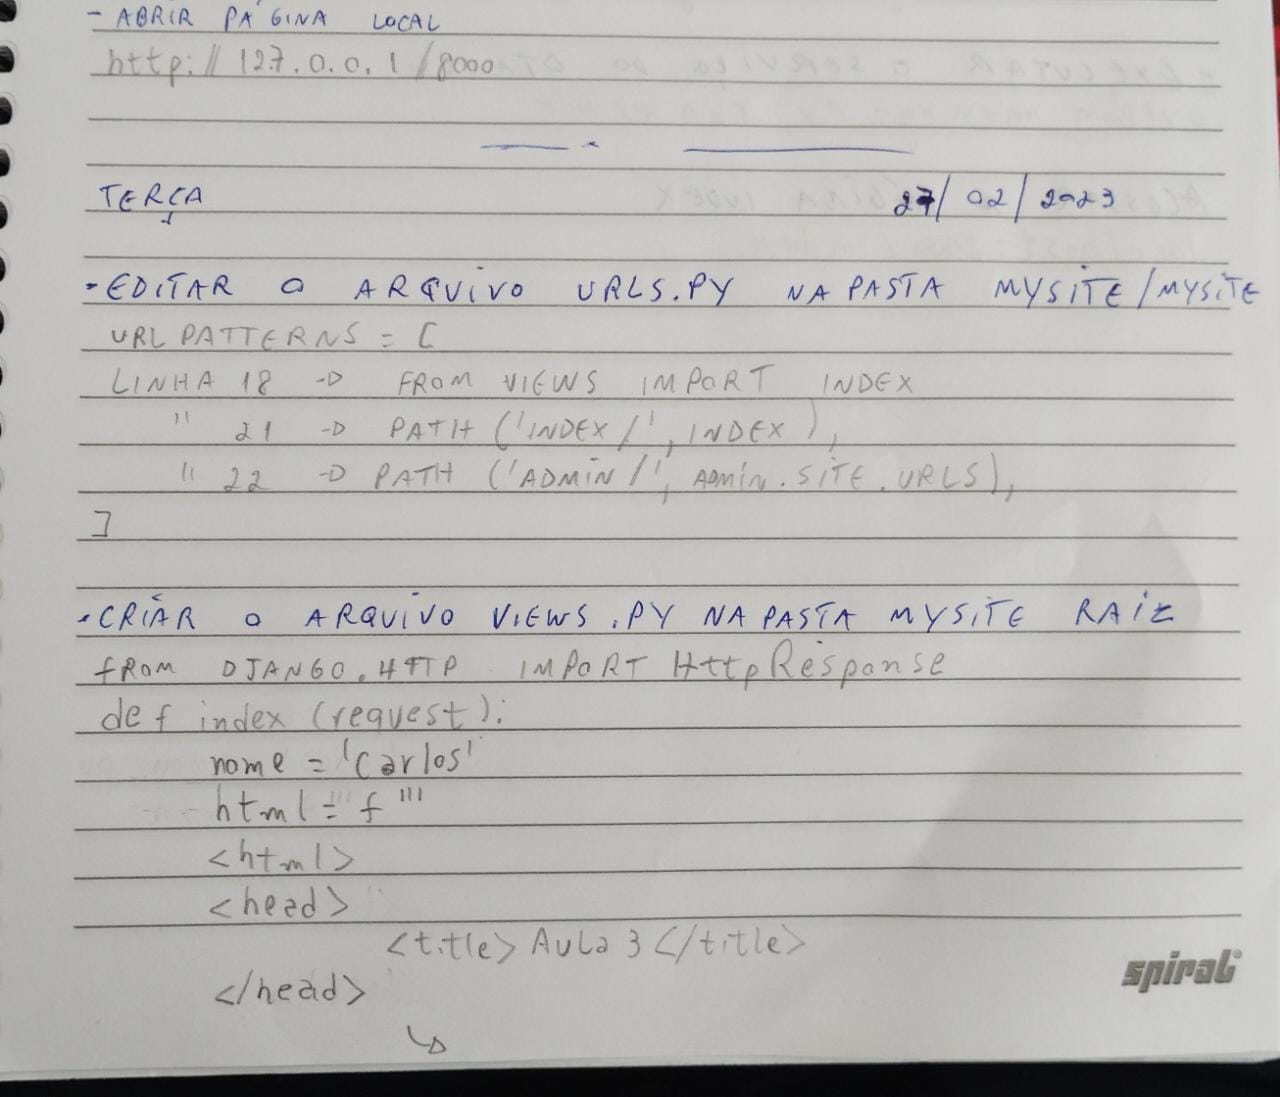 - ABRIR PÁGINA LOCAL
http://127.0.0.1/8000
TERÇA 27/02/2023
- EDITAR O ARQUIVO URLS.PY NA PASTA MYSITE/MYSITE
URLPATTERNS = [
LINHA 18 -D FROM VIEWS IMPORT INDEX
" 21 -D PATH ('INDEX/', INDEX),
" 22 -D PATH ('ADMIN/', ADMIN.SITE.URLS),
]
- CRIAR O ARQUIVO VIEWS.PY NA PASTA MYSITE RAIZ
fROM DJANGO.HTTP IMPORT HttpResponse
def index (request):
nome = 'Carlos'
html = f '''
<html>
<head>
<title> Aula 3 </title>
</head>
spiral